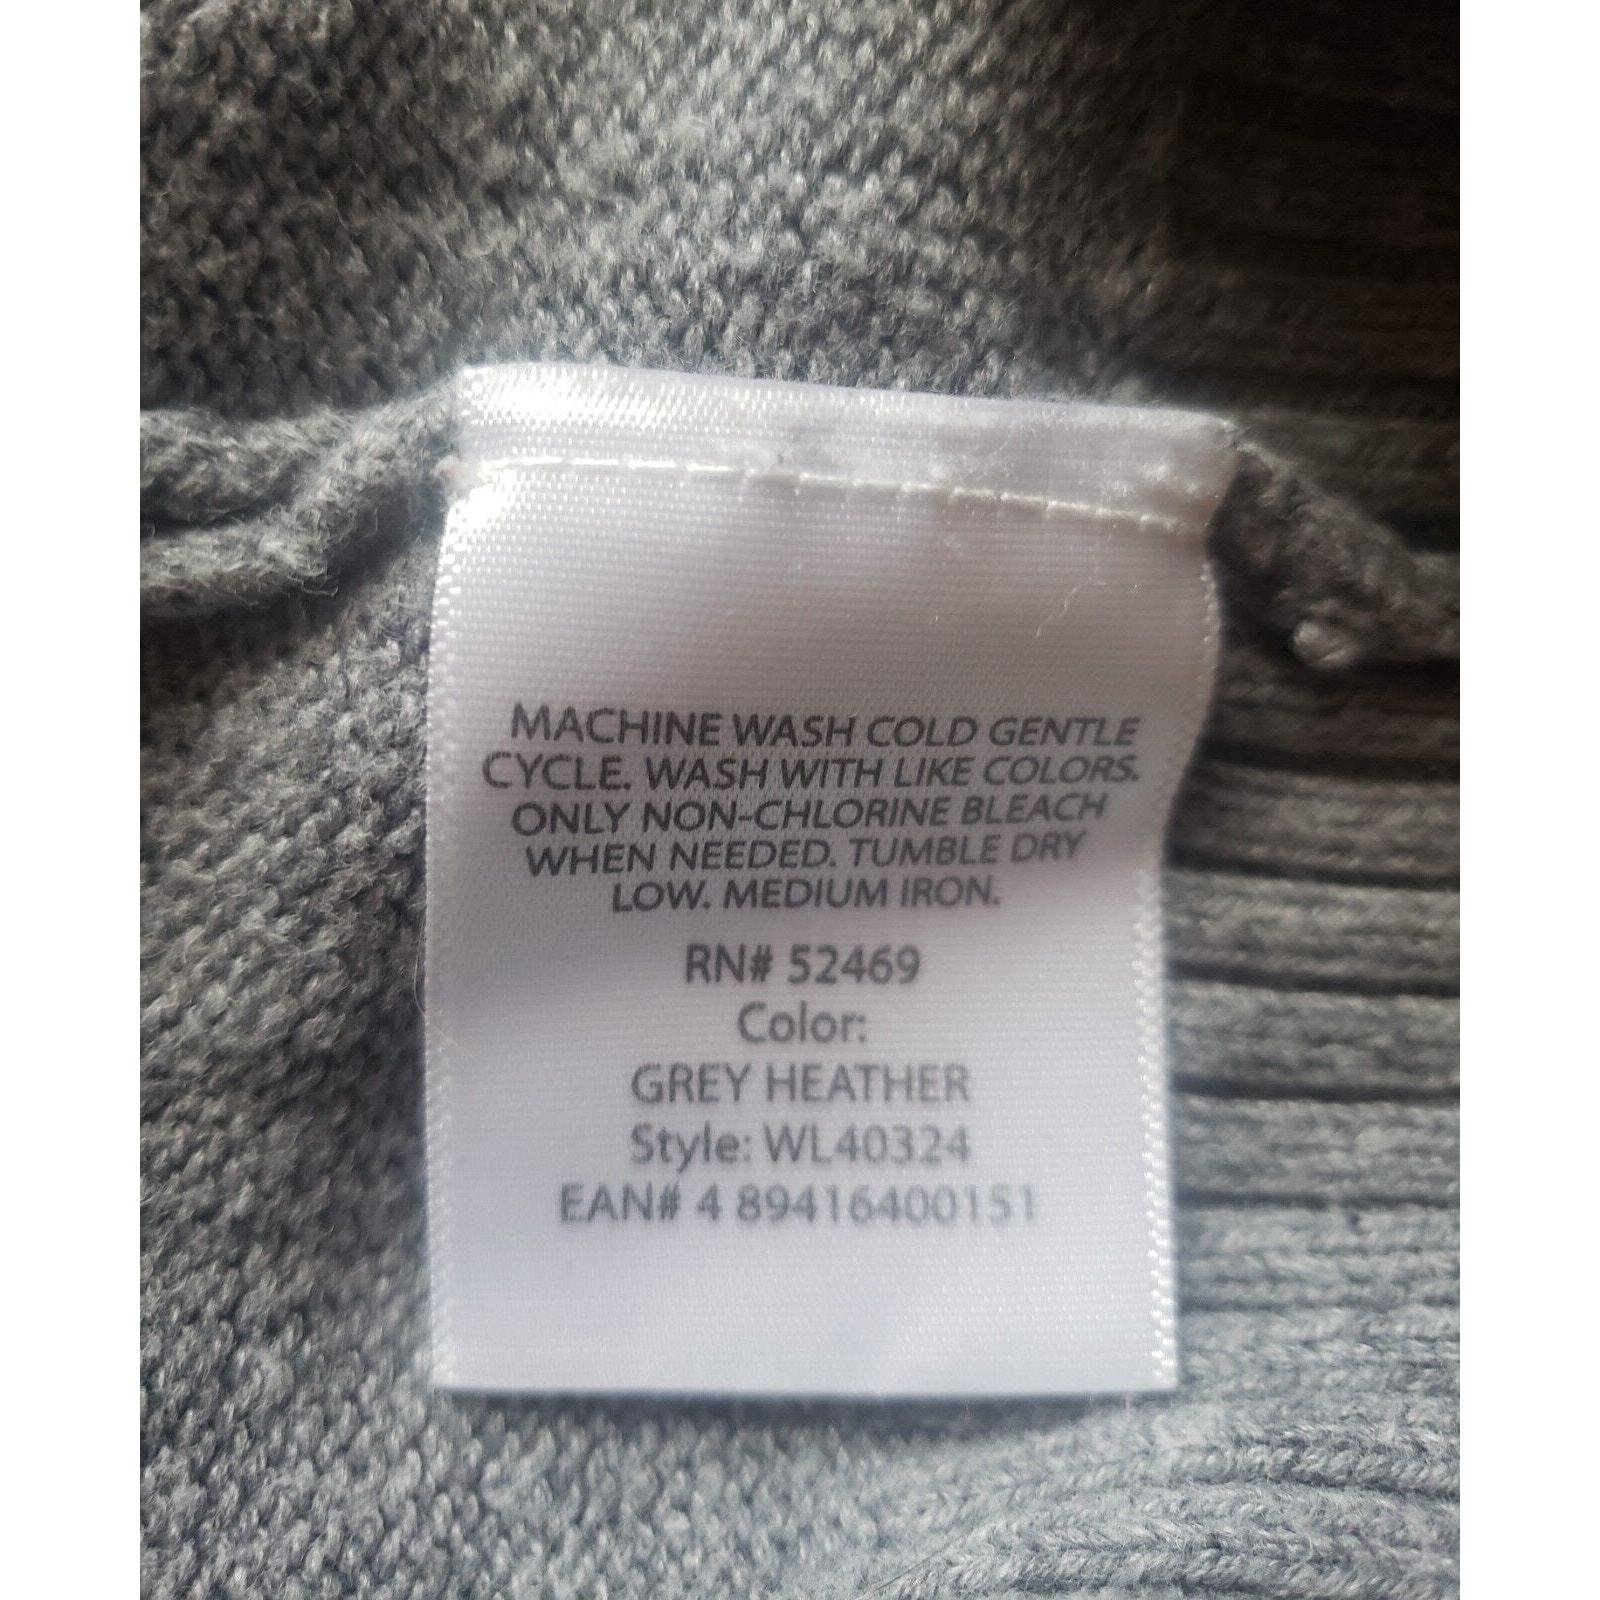 MACHINE WASH COLD GENTLE
CYCLE. WASH WITH LIKE COLORS.
ONLY NON-CHLORINE BLEACH
WHEN NEEDED. TUMBLE DRY
LOW. MEDIUM IRON.
RN# 52469
Color:
GREY HEATHER
Style: WL40324
EAN# 4 89416400151